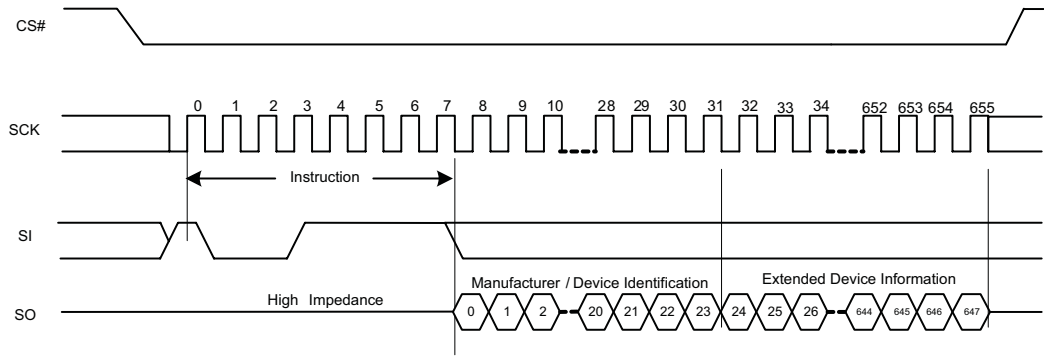 CS#
0 1 2 3 4 5 6 7 8 9 10 28 29 30 31 32 33 34 652 653 654 655
SCK
Instruction
SI
Manufacturer / Device Identification Extended Device Information
High Impedance
SO 0 1 2 20 21 22 23 24 25 26 644 645 646 647